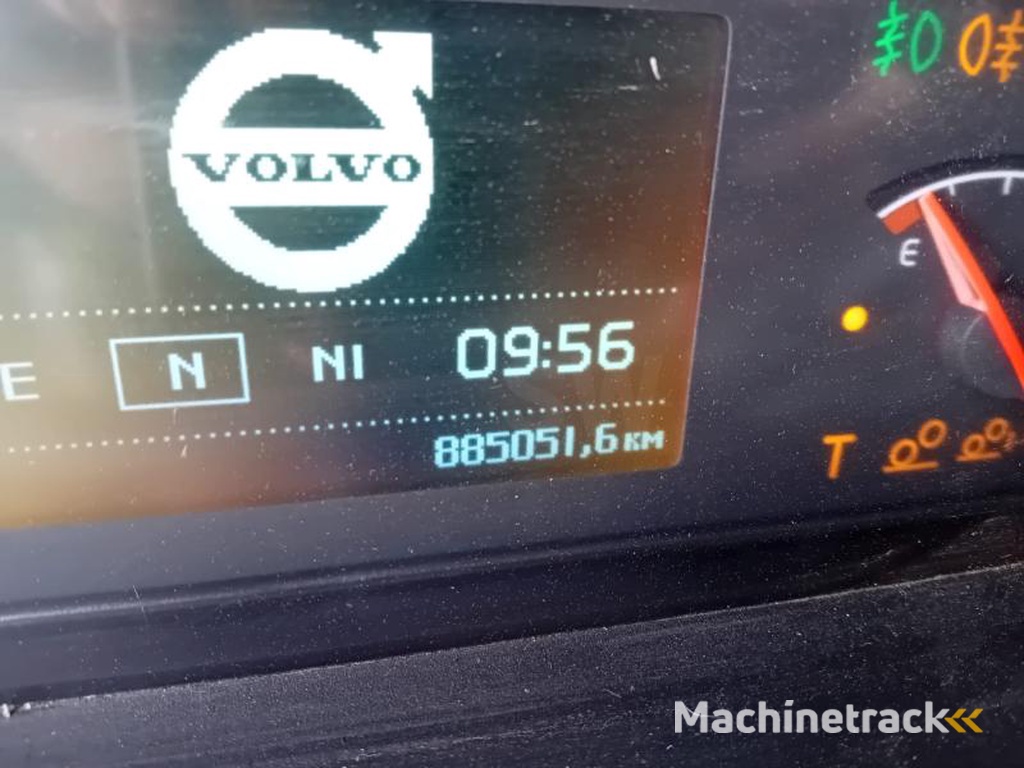 VOLVO
E
E N NI 09:56
885051,6 км
T
Machinetrack